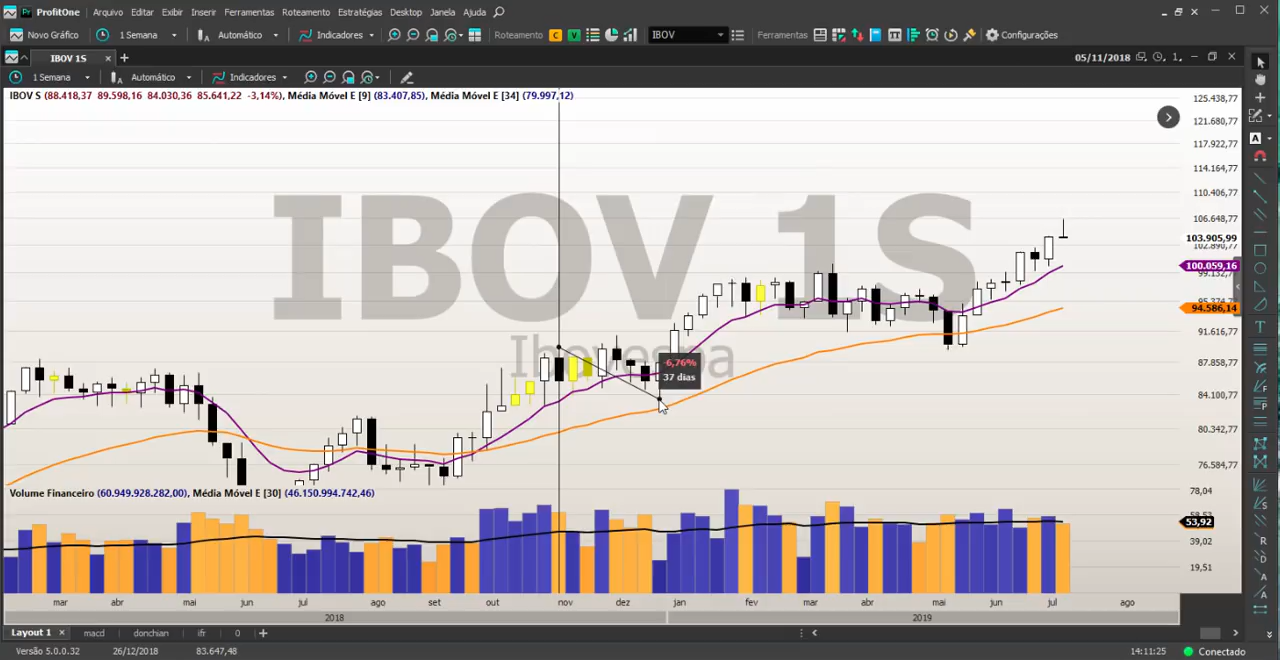 ProfitOne Arquivo Editar Exibir Inserir Ferramentas Roteamento Estratégias Desktop Janela Ajuda
Novo Gráfico 1 Semana Automático Indicadores Roteamento C V IBOV Ferramentas Configurações
IBOV 1S × + 05/11/2018
1 Semana Automático Indicadores
IBOV S (88.418,37 89.598,16 84.030,36 85.641,22 -3,14%), Média Móvel E [9] (83.407,85), Média Móvel E [34] (79.997,12)
125.438,77
121.680,77
117.922,77
114.164,77
110.406,77
106.648,77
103.905,99
102.890,77
100.059,16
99.132,77
94.586,14
91.616,77
87.858,77
84.100,77
80.342,77
76.584,77
IBOV 1S
Ibovespa
-6,76%
37 dias
Volume Financeiro (60.949.928.282,00), Média Móvel E [30] (46.150.994.742,46)
78,04
53,92
39,02
19,51
mar abr mai jun jul ago set out nov dez jan fev mar abr mai jun jul ago
2018 2019
Layout 1 × macd donchian ifr 0 +
Versão 5.0.0.32 26/12/2018 83.647,48 14:11:25 Conectado